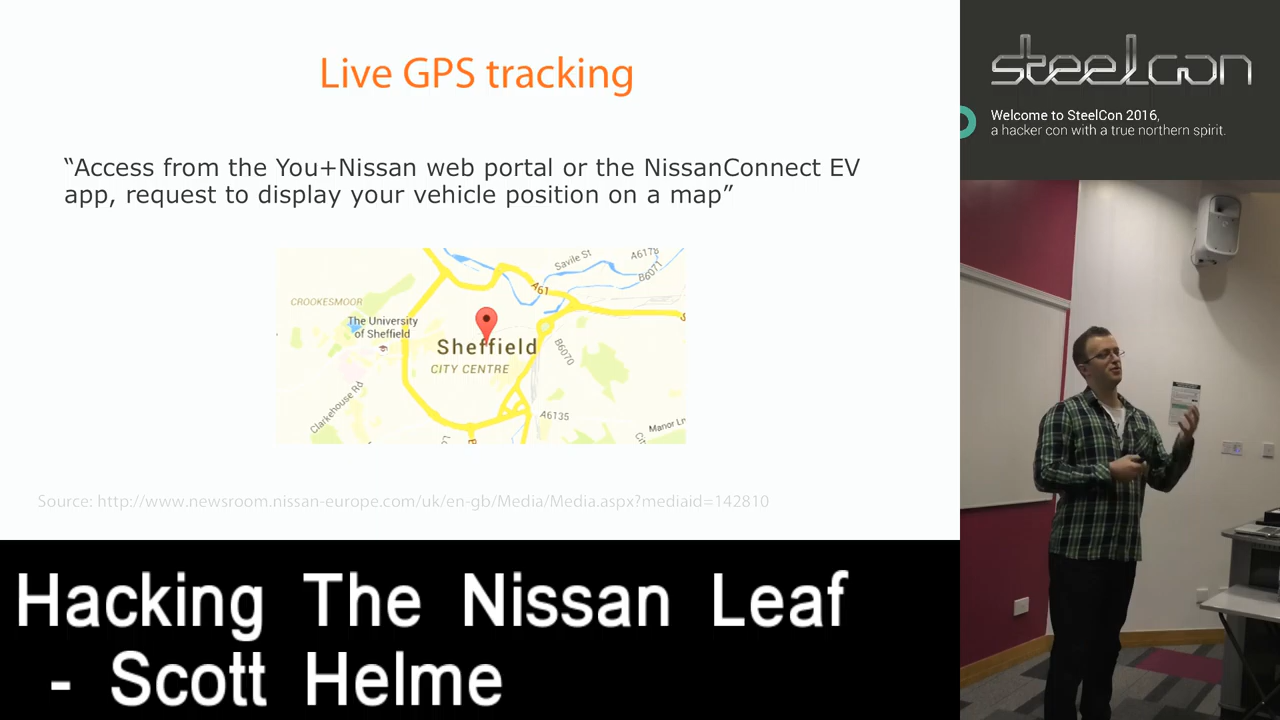 Live GPS tracking
“Access from the You+Nissan web portal or the NissanConnect EV
app, request to display your vehicle position on a map”
CROOKESMOOR
The University
of Sheffield
Savile St
A6178
B6071
A61
Sheffield
CITY CENTRE
B6070
Clarkehouse Rd
A6135
Manor Ln
Source: http://www.newsroom.nissan-europe.com/uk/en-gb/Media/Media.aspx?mediaid=142810
steelcon
Welcome to SteelCon 2016,
a hacker con with a true northern spirit.
Hacking The Nissan Leaf
- Scott Helme